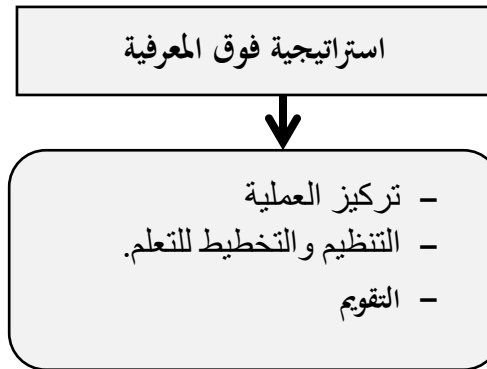 استراتيجية فوق المعرفية
– تركيز العملية
– التنظيم والتخطيط للتعلم.
– التقويم